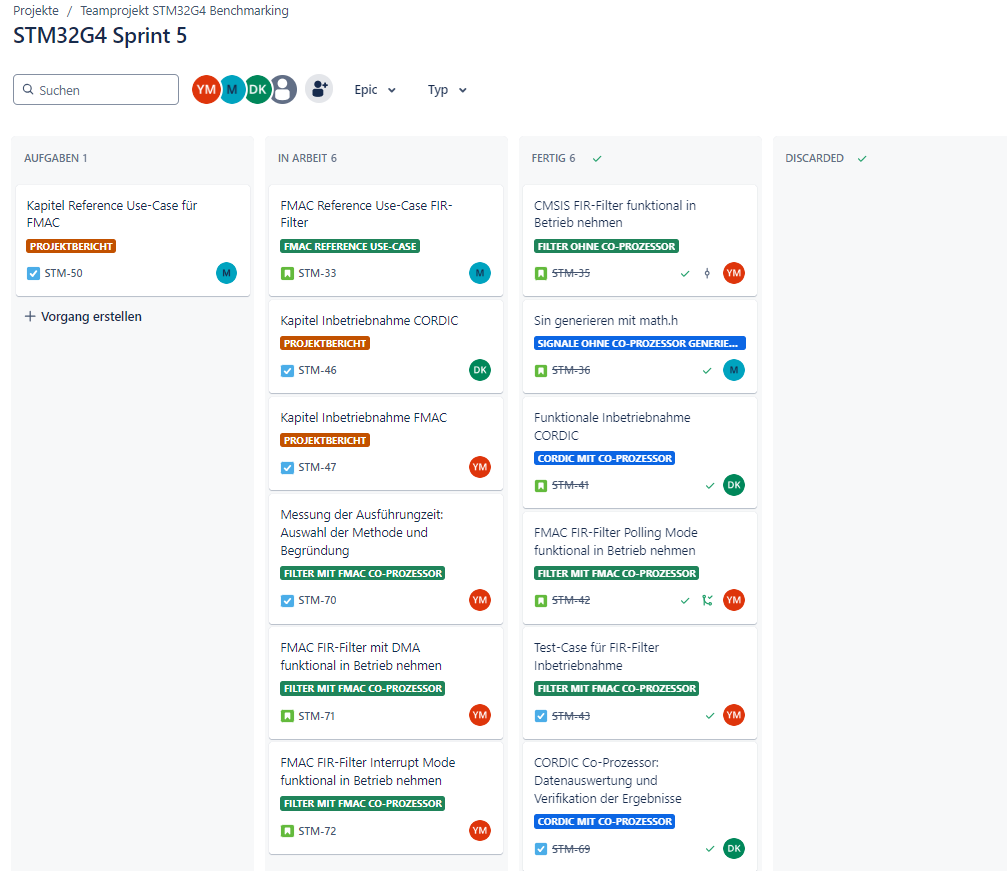 Projekte / Teamprojekt STM32G4 Benchmarking
STM32G4 Sprint 5
Suchen
YM M DK
Epic
Typ
AUFGABEN 1
Kapitel Reference Use-Case für
FMAC
PROJEKTBERICHT
STM-50
M
+ Vorgang erstellen
IN ARBEIT 6
FMAC Reference Use-Case FIR-
Filter
FMAC REFERENCE USE-CASE
STM-33
M
Kapitel Inbetriebnahme CORDIC
PROJEKTBERICHT
STM-46
DK
Kapitel Inbetriebnahme FMAC
PROJEKTBERICHT
STM-47
YM
Messung der Ausführungzeit:
Auswahl der Methode und
Begründung
FILTER MIT FMAC CO-PROZESSOR
STM-70
YM
FMAC FIR-Filter mit DMA
funktional in Betrieb nehmen
FILTER MIT FMAC CO-PROZESSOR
STM-71
YM
FMAC FIR-Filter Interrupt Mode
funktional in Betrieb nehmen
FILTER MIT FMAC CO-PROZESSOR
STM-72
YM
FERTIG 6
CMSIS FIR-Filter funktional in
Betrieb nehmen
FILTER OHNE CO-PROZESSOR
STM-35
YM
Sin generieren mit math.h
SIGNALE OHNE CO-PROZESSOR GENERIE...
STM-36
M
Funktionale Inbetriebnahme
CORDIC
CORDIC MIT CO-PROZESSOR
STM-41
DK
FMAC FIR-Filter Polling Mode
funktional in Betrieb nehmen
FILTER MIT FMAC CO-PROZESSOR
STM-42
YM
Test-Case für FIR-Filter
Inbetriebnahme
FILTER MIT FMAC CO-PROZESSOR
STM-43
YM
CORDIC Co-Prozessor:
Datenauswertung und
Verifikation der Ergebnisse
CORDIC MIT CO-PROZESSOR
STM-69
DK
DISCARDED